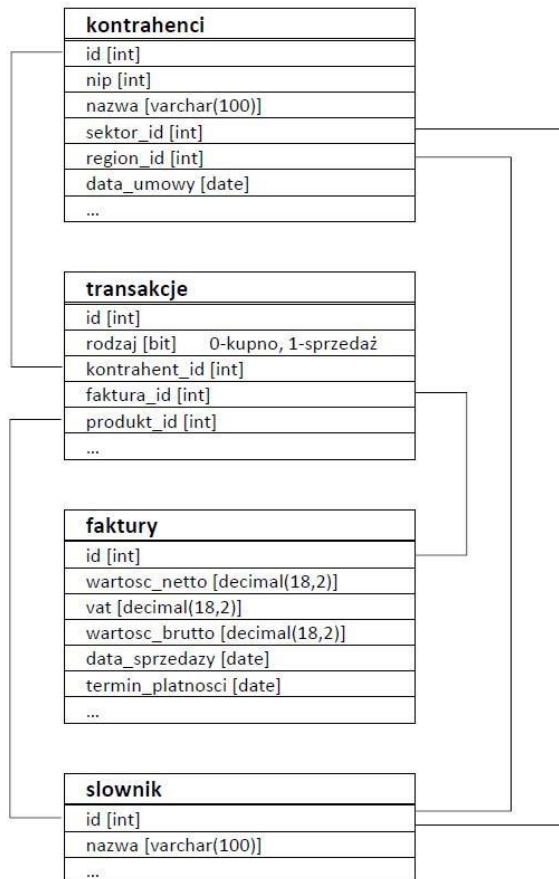 kontrahenci
id [int]
nip [int]
nazwa [varchar(100)]
sektor_id [int]
region_id [int]
data_umowy [date]
...
transakcje
id [int]
rodzaj [bit] 0-kupno, 1-sprzedaż
kontrahent_id [int]
faktura_id [int]
produkt_id [int]
...
faktury
id [int]
wartosc_netto [decimal(18,2)]
vat [decimal(18,2)]
wartosc_brutto [decimal(18,2)]
data_sprzedazy [date]
termin_platnosci [date]
...
slownik
id [int]
nazwa [varchar(100)]
...